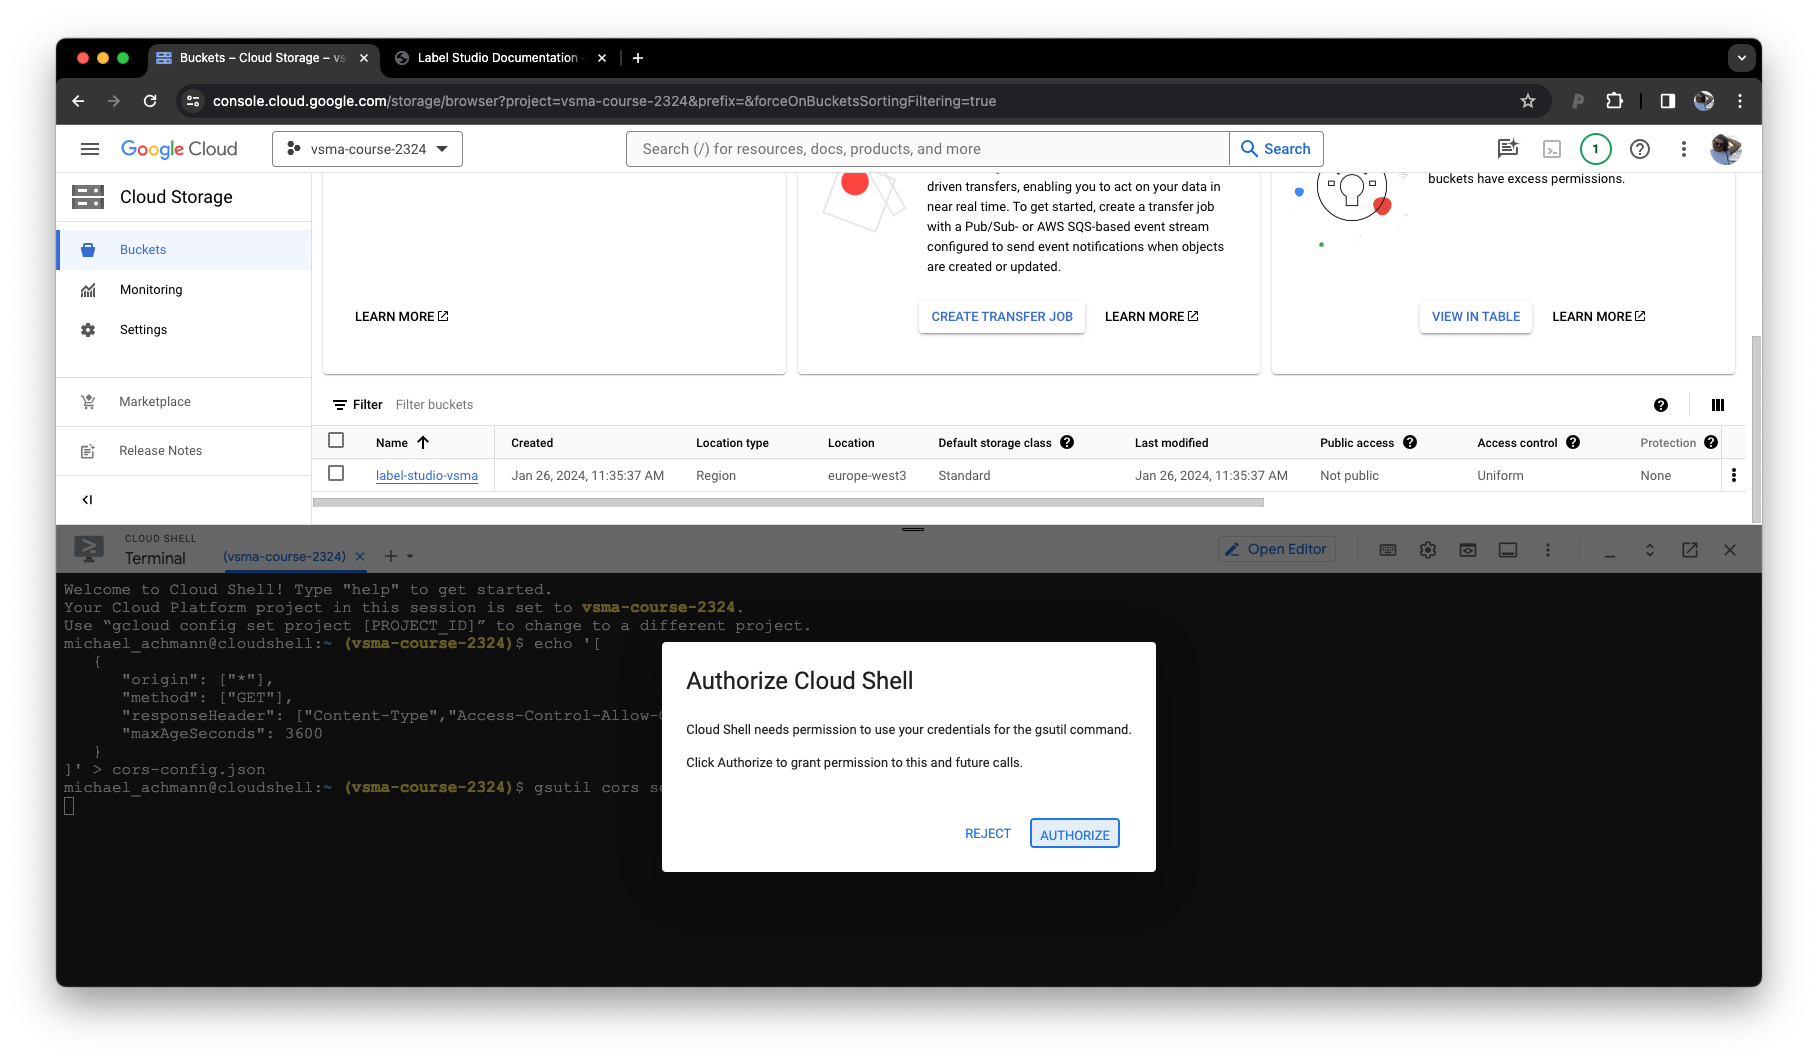 Buckets – Cloud Storage – vs
Label Studio Documentation
console.cloud.google.com/storage/browser?project=vsma-course-2324&prefix=&forceOnBucketsSortingFiltering=true
Google Cloud
vsma-course-2324
Search (/) for resources, docs, products, and more
Search
1
Cloud Storage
Buckets
Monitoring
Settings
Marketplace
Release Notes
LEARN MORE
driven transfers, enabling you to act on your data in
near real time. To get started, create a transfer job
with a Pub/Sub- or AWS SQS-based event stream
configured to send event notifications when objects
are created or updated.
CREATE TRANSFER JOB
LEARN MORE
buckets have excess permissions.
VIEW IN TABLE
LEARN MORE
Filter
Filter buckets
Name Created Location type Location Default storage class Last modified Public access Access control Protection
label-studio-vsma Jan 26, 2024, 11:35:37 AM Region europe-west3 Standard Jan 26, 2024, 11:35:37 AM Not public Uniform None
CLOUD SHELL
Terminal
(vsma-course-2324)
Open Editor
Welcome to Cloud Shell! Type "help" to get started.
Your Cloud Platform project in this session is set to vsma-course-2324.
Use “gcloud config set project [PROJECT_ID]” to change to a different project.
michael_achmann@cloudshell:~ (vsma-course-2324)$ echo '[
{
"origin": ["*"],
"method": ["GET"],
"responseHeader": ["Content-Type","Access-Control-Allow-
"maxAgeSeconds": 3600
}
]' > cors-config.json
michael_achmann@cloudshell:~ (vsma-course-2324)$ gsutil cors se
Authorize Cloud Shell
Cloud Shell needs permission to use your credentials for the gsutil command.
Click Authorize to grant permission to this and future calls.
REJECT
AUTHORIZE